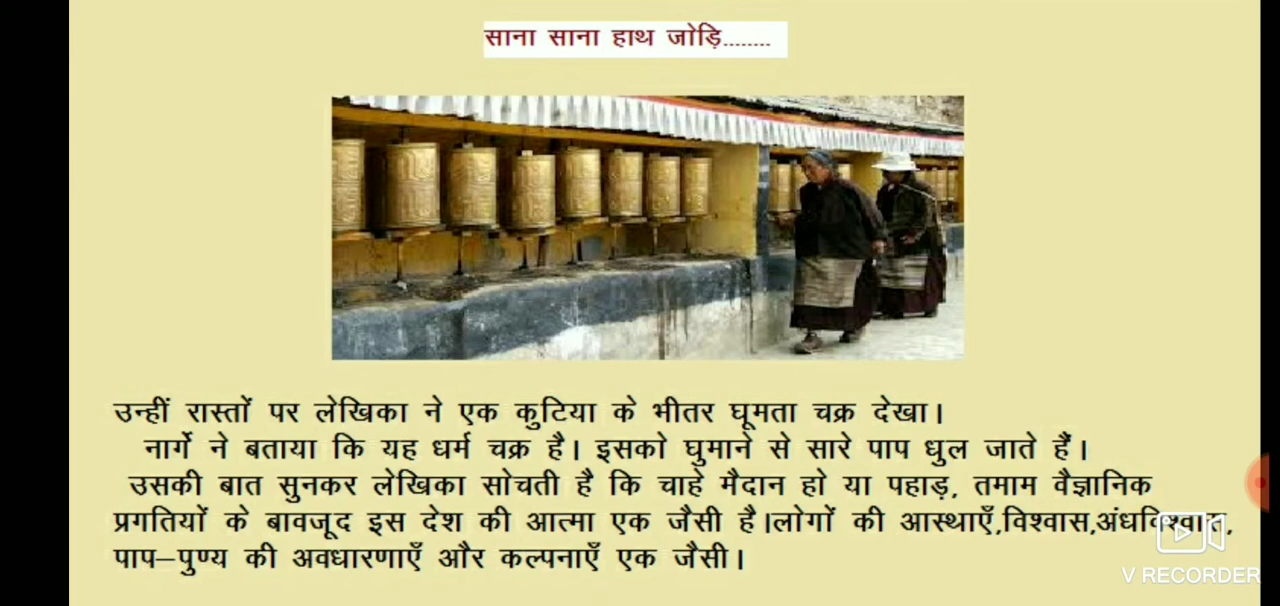 साना साना हाथ जोड़ि........
उन्हीं रास्तों पर लेखिका ने एक कुटिया के भीतर घूमता चक्र देखा।
नार्गे ने बताया कि यह धर्म चक्र है। इसको घुमाने से सारे पाप धुल जाते हैं।
उसकी बात सुनकर लेखिका सोचती है कि चाहे मैदान हो या पहाड़, तमाम वैज्ञानिक
प्रगतियों के बावजूद इस देश की आत्मा एक जैसी है।लोगों की आस्थाएँ,विश्वास,अंधविश्वास,
पाप–पुण्य की अवधारणाएँ और कल्पनाएँ एक जैसी।
V RECORDER